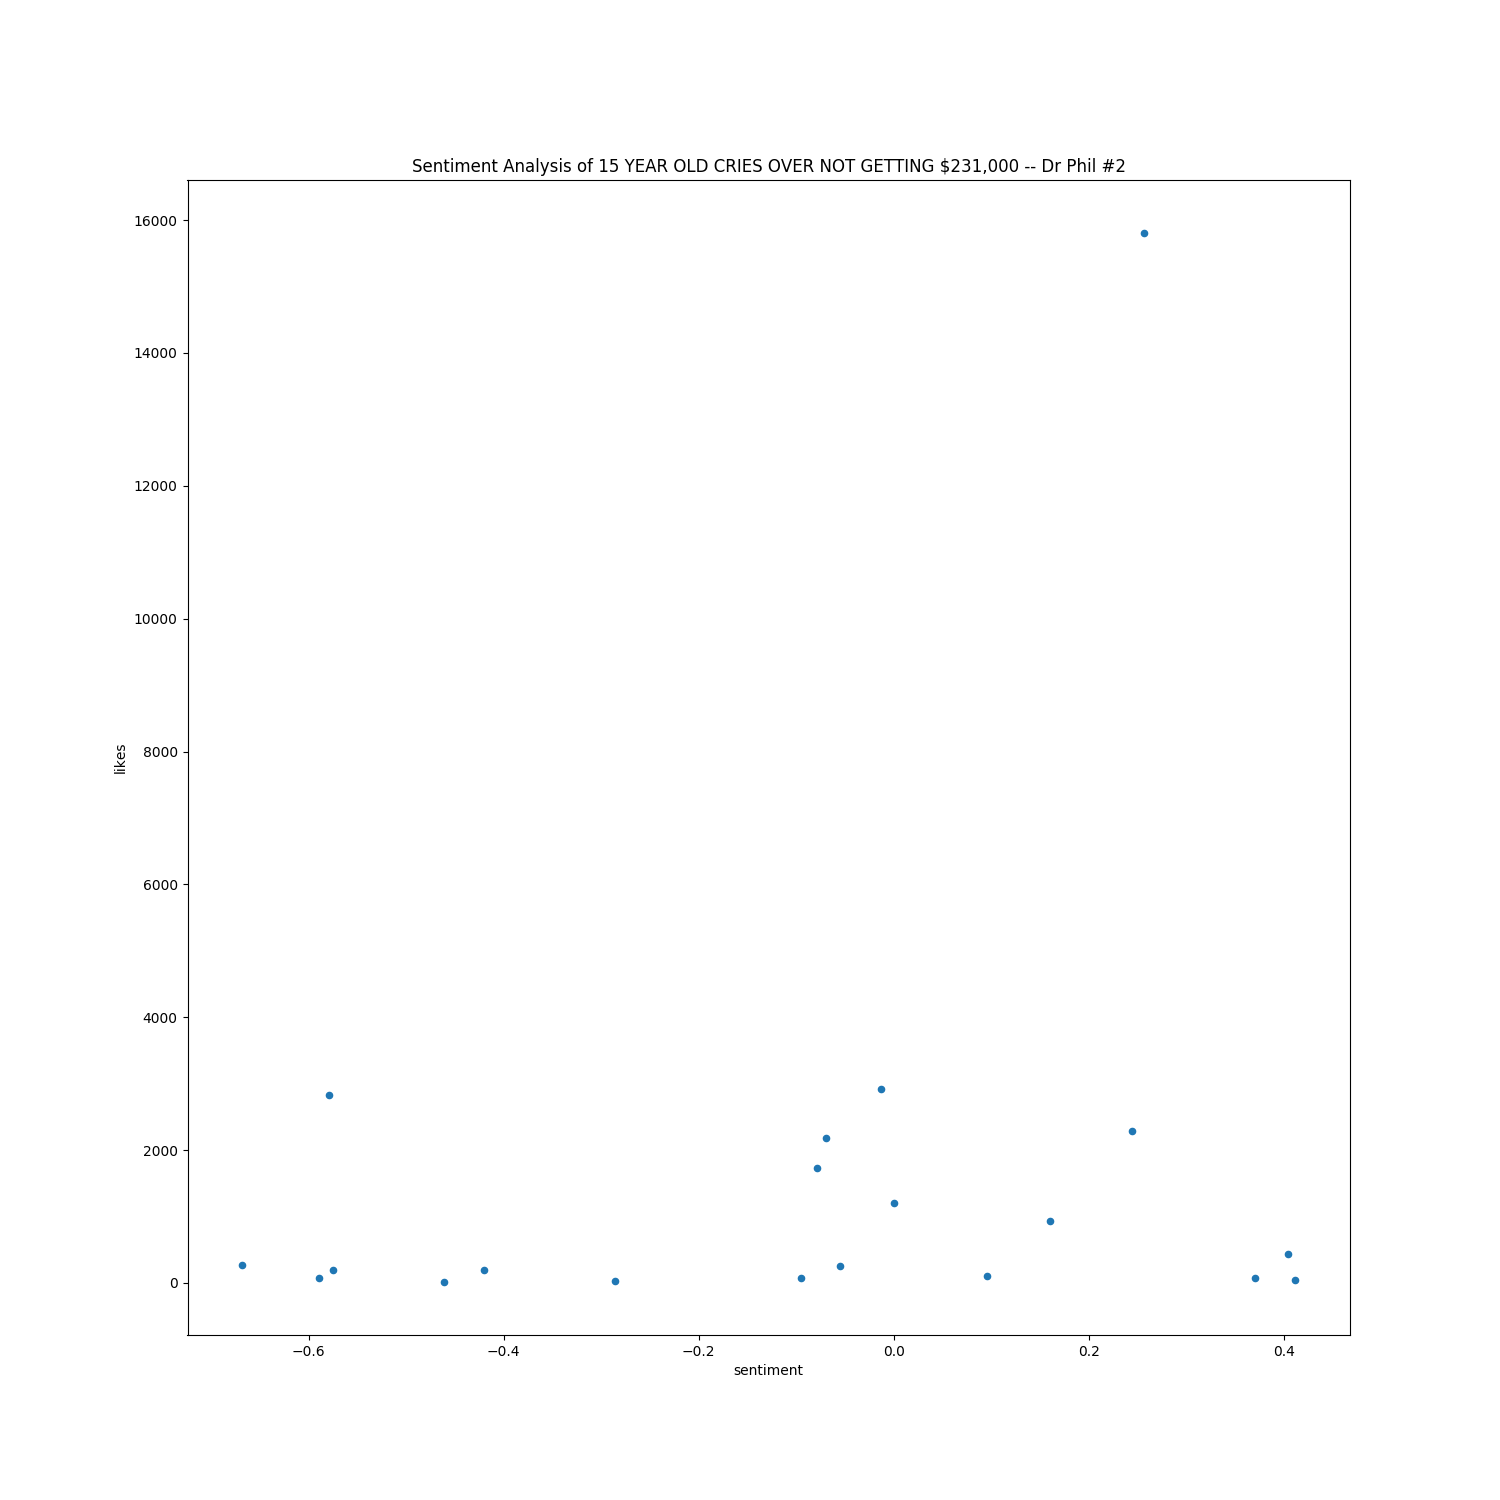 Sentiment Analysis of 15 YEAR OLD CRIES OVER NOT GETTING $231,000 -- Dr Phil #2
16000
14000
12000
10000
8000
likes
6000
4000
2000
0
−0.6 −0.4 −0.2 0.0 0.2 0.4
sentiment